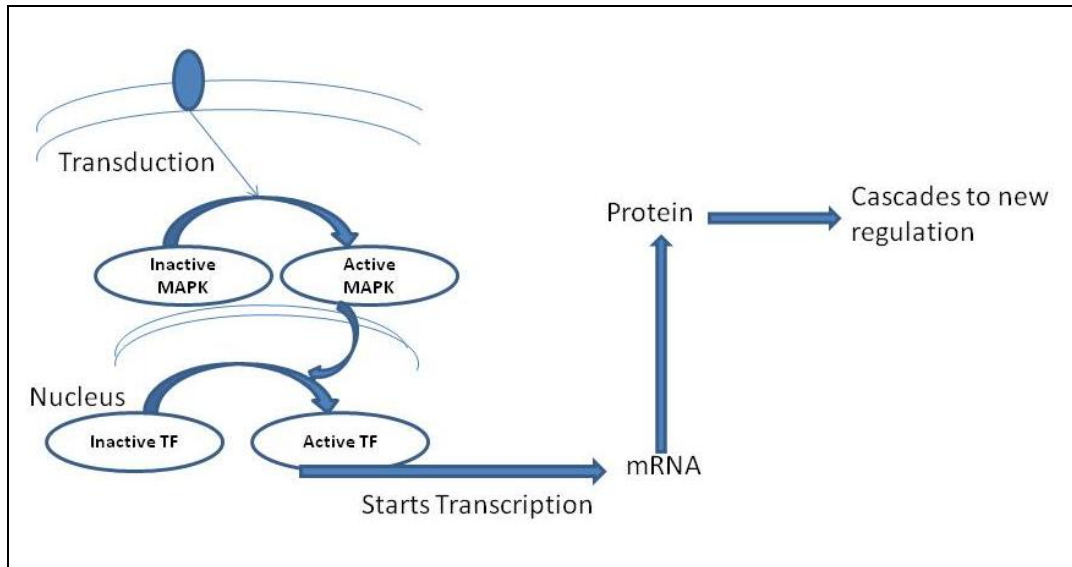 Transduction
Inactive
MAPK
Active
MAPK
Nucleus
Inactive TF
Active TF
Starts Transcription
mRNA
Protein
Cascades to new
regulation